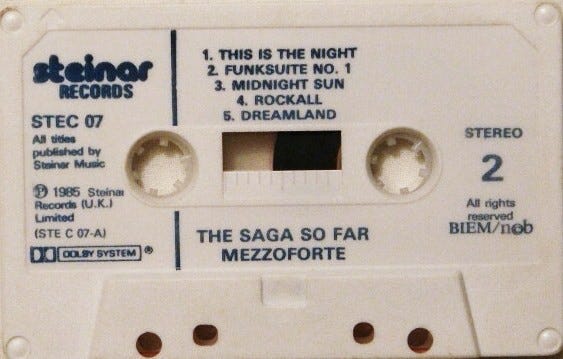 steinar
RECORDS
STEC 07
All titles
published by
Steinar Music
℗ 1985 Steinar
Records (U.K.)
Limited
(STE C 07-A)
DOLBY SYSTEM ®
1. THIS IS THE NIGHT
2. FUNKSUITE NO. 1
3. MIDNIGHT SUN
4. ROCKALL
5. DREAMLAND
THE SAGA SO FAR
MEZZOFORTE
STEREO
2
All rights
reserved
BIEM/ncb